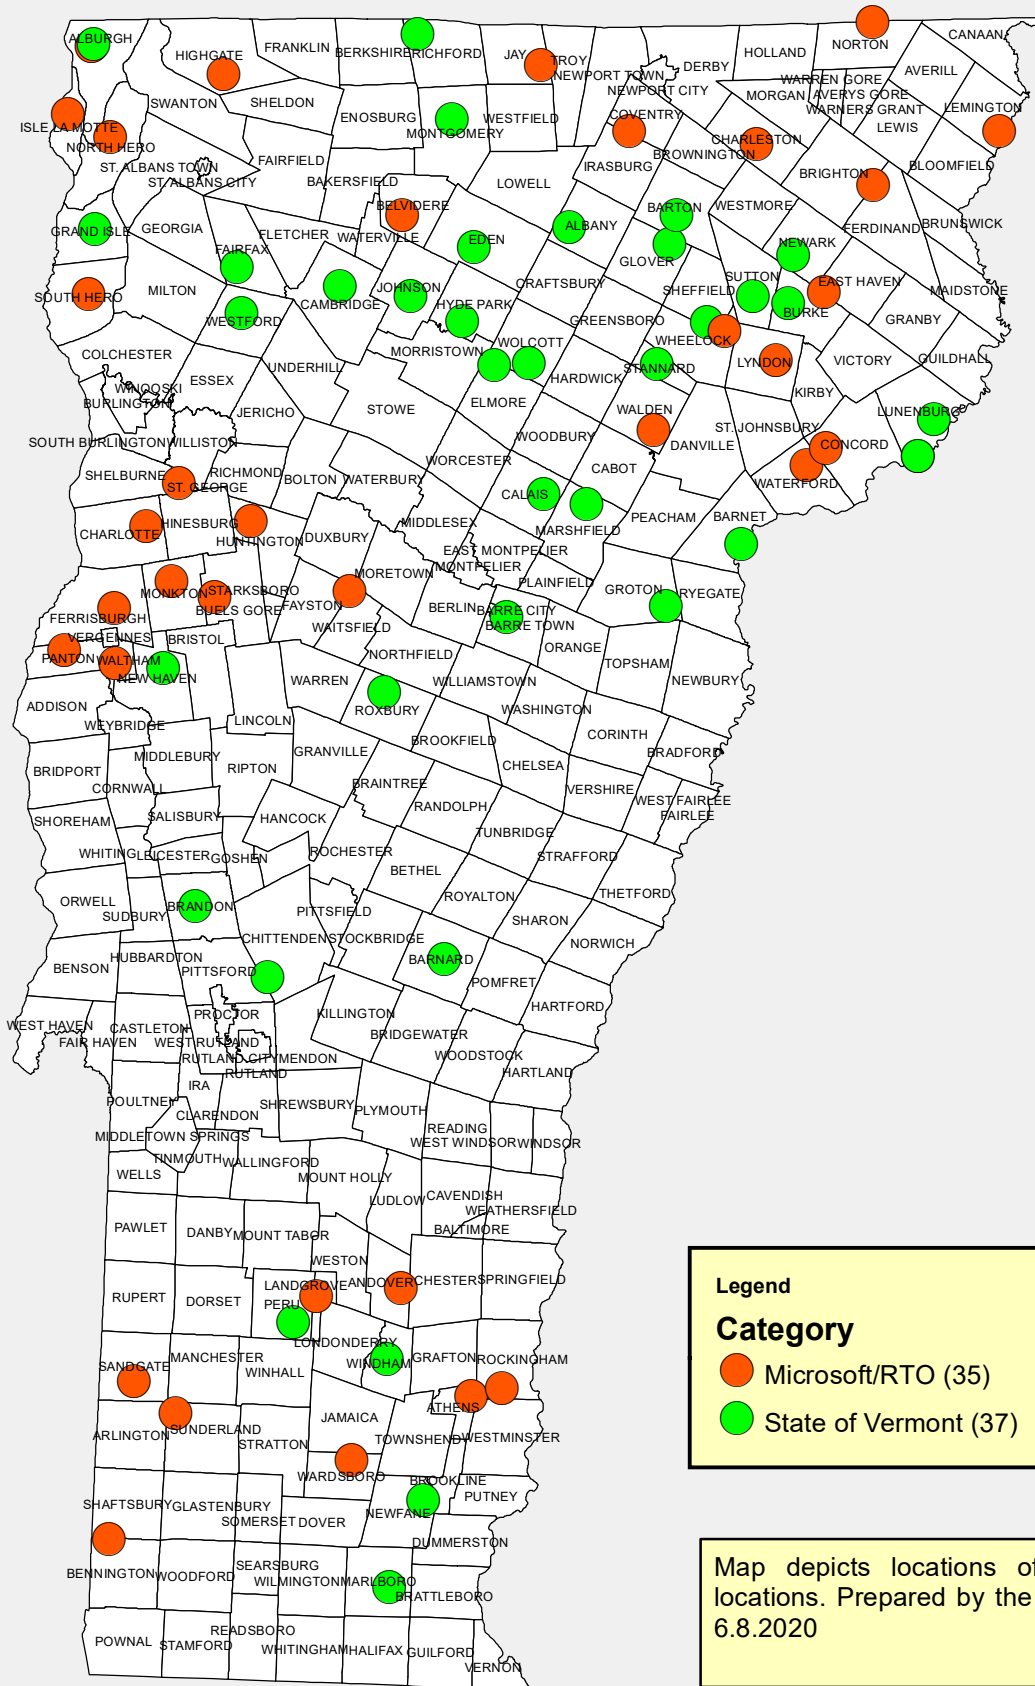 ALBURGH
HIGHGATE
FRANKLIN
BERKSHIRE
RICHFORD
JAY
TROY
NEWPORT TOWN
NEWPORT CITY
DERBY
HOLLAND
NORTON
CANAAN
WARREN GORE
AVERILL
MORGAN
AVERYS GORE
WARNERS GRANT
LEWIS
LEMINGTON
SWANTON
SHELDON
ENOSBURG
MONTGOMERY
WESTFIELD
COVENTRY
CHARLESTON
BROWNINGTON
IRASBURG
ISLE LA MOTTE
NORTH HERO
ST. ALBANS TOWN
ST. ALBANS CITY
FAIRFIELD
BAKERSFIELD
LOWELL
BRIGHTON
BLOOMFIELD
BELVIDERE
WATERVILLE
BARTON
WESTMORE
FERDINAND
BRUNSWICK
GRAND ISLE
GEORGIA
FAIRFAX
FLETCHER
EDEN
ALBANY
GLOVER
NEWARK
SUTTON
EAST HAVEN
MAIDSTONE
SOUTH HERO
MILTON
WESTFORD
CAMBRIDGE
JOHNSON
HYDE PARK
CRAFTSBURY
SHEFFIELD
BURKE
GRANBY
GREENSBORO
WHEELOCK
COLCHESTER
MORRISTOWN
WOLCOTT
STANNARD
LYNDON
VICTORY
GUILDHALL
UNDERHILL
HARDWICK
KIRBY
WINOOSKI
BURLINGTON
ESSEX
JERICHO
STOWE
ELMORE
WALDEN
LUNENBURG
ST. JOHNSBURY
DANVILLE
CONCORD
SOUTH BURLINGTON
WILLISTON
WOODBURY
WORCESTER
CABOT
SHELBURNE
ST. GEORGE
RICHMOND
BOLTON
WATERBURY
WATERFORD
CALAIS
MARSHFIELD
PEACHAM
BARNET
CHARLOTTE
HINESBURG
HUNTINGTON
DUXBURY
MIDDLESEX
EAST MONTPELIER
MONTPELIER
MORETOWN
PLAINFIELD
GROTON
RYEGATE
MONKTON
STARKSBORO
BUELS GORE
FAYSTON
FERRISBURGH
VERGENNES
BRISTOL
WAITSFIELD
BERLIN
BARRE CITY
BARRE TOWN
ORANGE
NORTHFIELD
TOPSHAM
PANTON
WALTHAM
NEW HAVEN
WARREN
ROXBURY
WILLIAMSTOWN
NEWBURY
ADDISON
WEYBRIDGE
LINCOLN
WASHINGTON
CORINTH
BROOKFIELD
BRADFORD
GRANVILLE
MIDDLEBURY
RIPTON
CHELSEA
BRIDPORT
CORNWALL
BRAINTREE
VERSHIRE
WEST FAIRLEE
FAIRLEE
SHOREHAM
SALISBURY
HANCOCK
RANDOLPH
TUNBRIDGE
WHITING
LEICESTER
GOSHEN
ROCHESTER
STRAFFORD
BETHEL
ORWELL
SUDBURY
BRANDON
PITTSFIELD
ROYALTON
THETFORD
SHARON
CHITTENDEN
STOCKBRIDGE
NORWICH
HUBBARDTON
BENSON
PITTSFORD
BARNARD
POMFRET
HARTFORD
WEST HAVEN
FAIR HAVEN
CASTLETON
PROCTOR
KILLINGTON
BRIDGEWATER
WEST RUTLAND
RUTLAND CITY
MENDON
WOODSTOCK
HARTLAND
RUTLAND
IRA
POULTNEY
CLARENDON
SHREWSBURY
PLYMOUTH
READING
WEST WINDSOR
WINDSOR
MIDDLETOWN SPRINGS
TINMOUTH
WALLINGFORD
WELLS
MOUNT HOLLY
LUDLOW
CAVENDISH
WEATHERSFIELD
BALTIMORE
PAWLET
DANBY
MOUNT TABOR
WESTON
LANDGROVE
ANDOVER
CHESTER
SPRINGFIELD
RUPERT
DORSET
PERU
LONDONDERRY
WINDHAM
GRAFTON
ROCKINGHAM
SANDGATE
MANCHESTER
WINHALL
ATHENS
ARLINGTON
SUNDERLAND
STRATTON
JAMAICA
TOWNSHEND
WESTMINSTER
WARDSBORO
BROOKLINE
PUTNEY
SHAFTSBURY
GLASTENBURY
SOMERSET
DOVER
NEWFANE
DUMMERSTON
BENNINGTON
WOODFORD
SEARSBURG
WILMINGTON
MARLBORO
BRATTLEBORO
POWNAL
STAMFORD
READSBORO
WHITINGHAM
HALIFAX
GUILFORD
VERNON
Legend
Category
Microsoft/RTO (35)
State of Vermont (37)
Map depicts locations of
locations. Prepared by the
6.8.2020